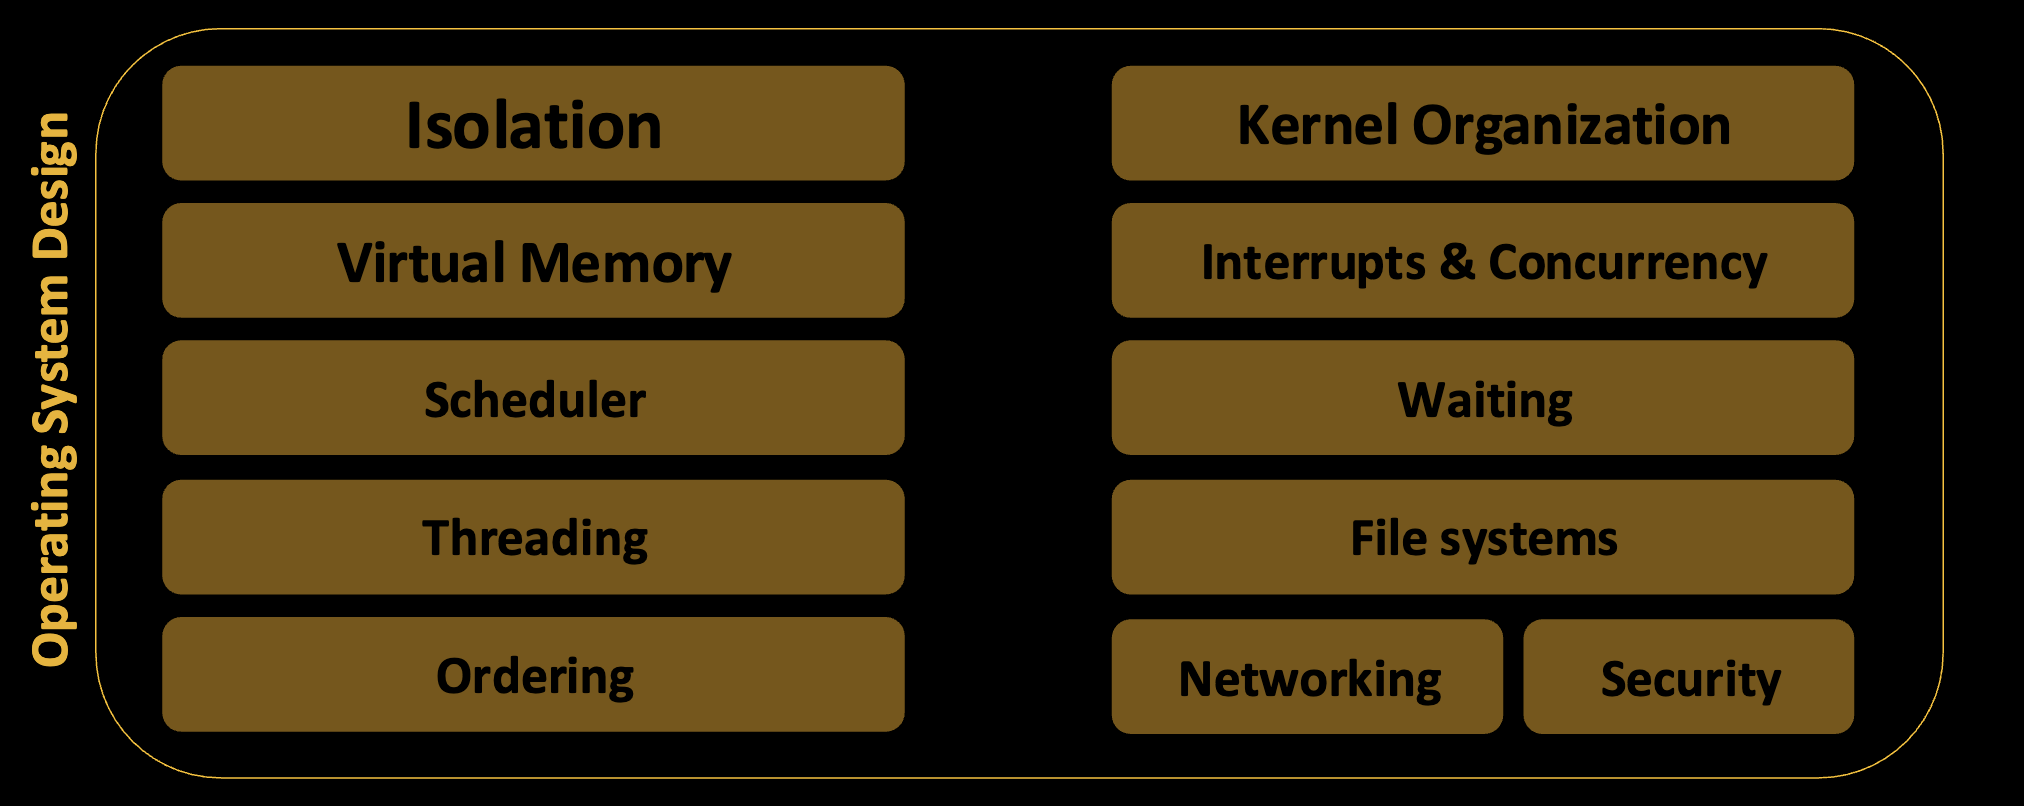 Operating System Design
Isolation
Virtual Memory
Scheduler
Threading
Ordering
Kernel Organization
Interrupts & Concurrency
Waiting
File systems
Networking
Security